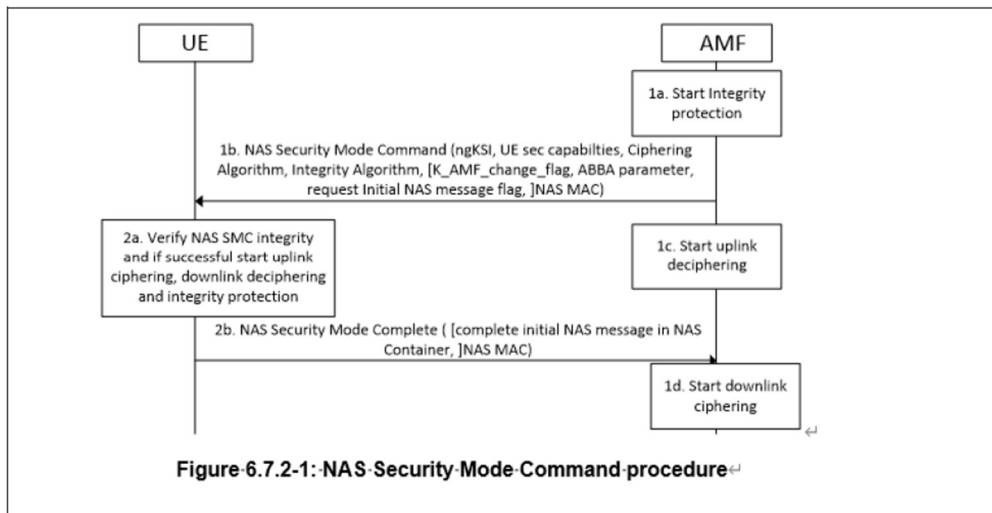 UE
AMF
1a. Start Integrity
protection
1b. NAS Security Mode Command (ngKSI, UE sec capabilties, Ciphering
Algorithm, Integrity Algorithm, [K_AMF_change_flag, ABBA parameter,
request Initial NAS message flag, ]NAS MAC)
2a. Verify NAS SMC integrity
and if successful start uplink
ciphering, downlink deciphering
and integrity protection
1c. Start uplink
deciphering
2b. NAS Security Mode Complete ( [complete initial NAS message in NAS
Container, ]NAS MAC)
1d. Start downlink
ciphering
Figure·6.7.2-1:·NAS·Security·Mode·Command·procedure